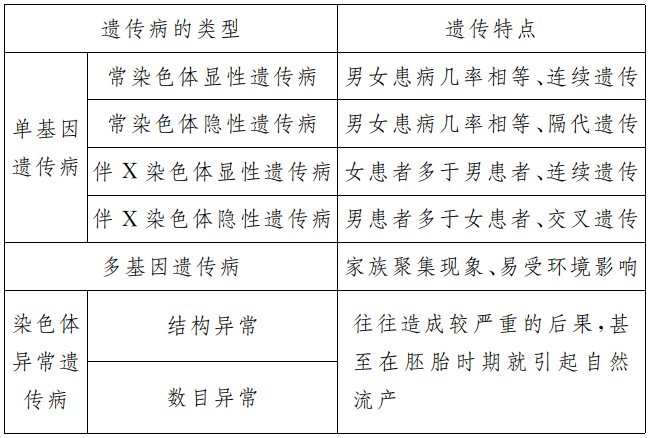 遗传病的类型 遗传特点
单基因遗传病 常染色体显性遗传病 男女患病几率相等、连续遗传
常染色体隐性遗传病 男女患病几率相等、隔代遗传
伴X染色体显性遗传病 女患者多于男患者、连续遗传
伴X染色体隐性遗传病 男患者多于女患者、交叉遗传
多基因遗传病 家族聚集现象、易受环境影响
染色体异常遗传病 结构异常
数目异常
往往造成较严重的后果,甚
至在胚胎时期就引起自然
流产